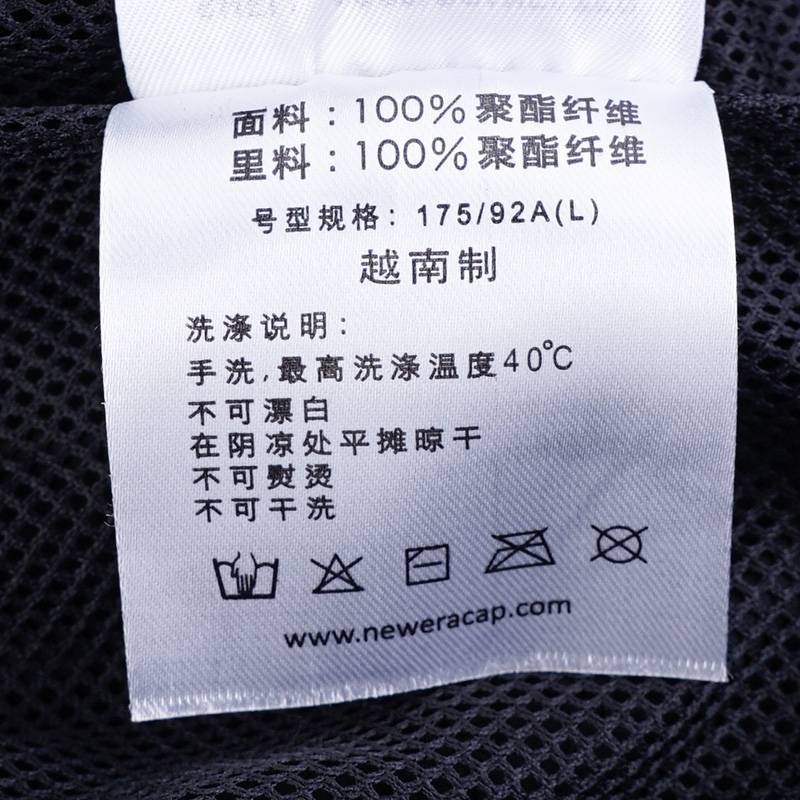 面料：100%聚酯纤维
里料：100%聚酯纤维
号型规格：175/92A(L)
越南制
洗涤说明：
手洗,最高洗涤温度40℃
不可漂白
在阴凉处平摊晾干
不可熨烫
不可干洗
www.neweracap.com